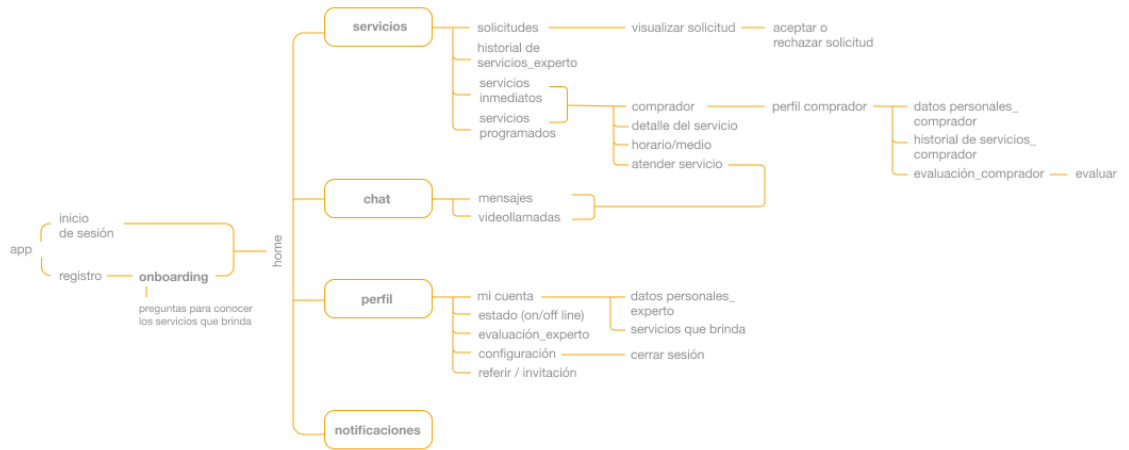 servicios
solicitudes
visualizar solicitud
aceptar o
rechazar solicitud
historial de
servicios_experto
servicios
inmediatos
servicios
programados
comprador
perfil comprador
datos personales_
comprador
detalle del servicio
horario/medio
historial de servicios_
comprador
atender servicio
evaluación_comprador
evaluar
chat
mensajes
videollamadas
app
inicio
de sesión
registro
onboarding
preguntas para conocer
los servicios que brinda
home
perfil
mi cuenta
datos personales_
experto
servicios que brinda
estado (on/off line)
evaluación_experto
configuración
cerrar sesión
referir / invitación
notificaciones